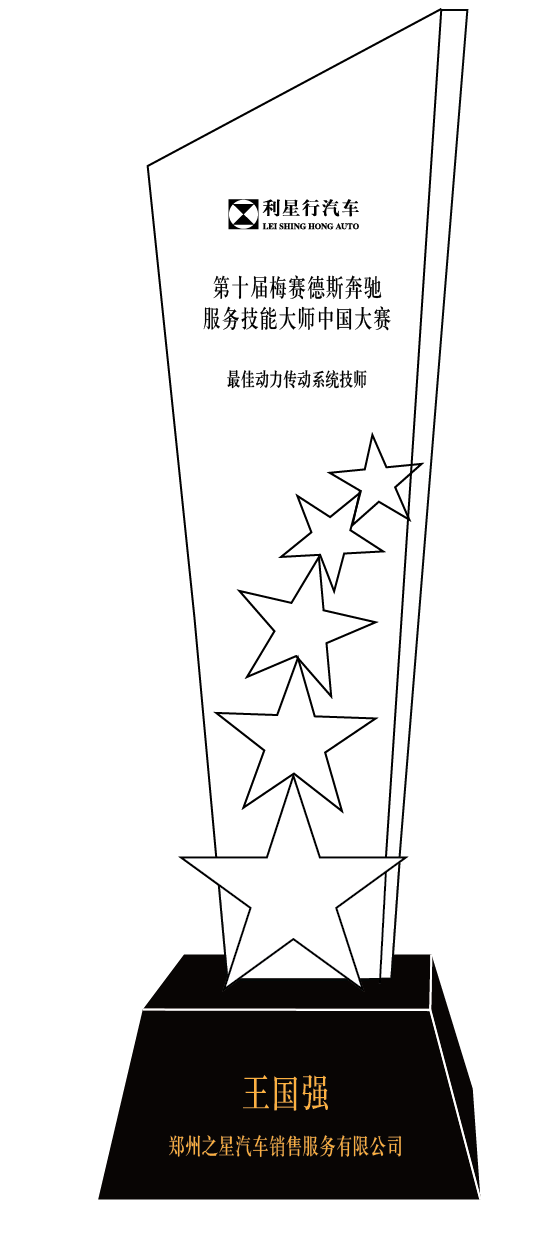 利星行汽车
LEI SHING HONG AUTO
第十届梅赛德斯奔驰
服务技能大师中国大赛
最佳动力传动系统技师
王国强
郑州之星汽车销售服务有限公司